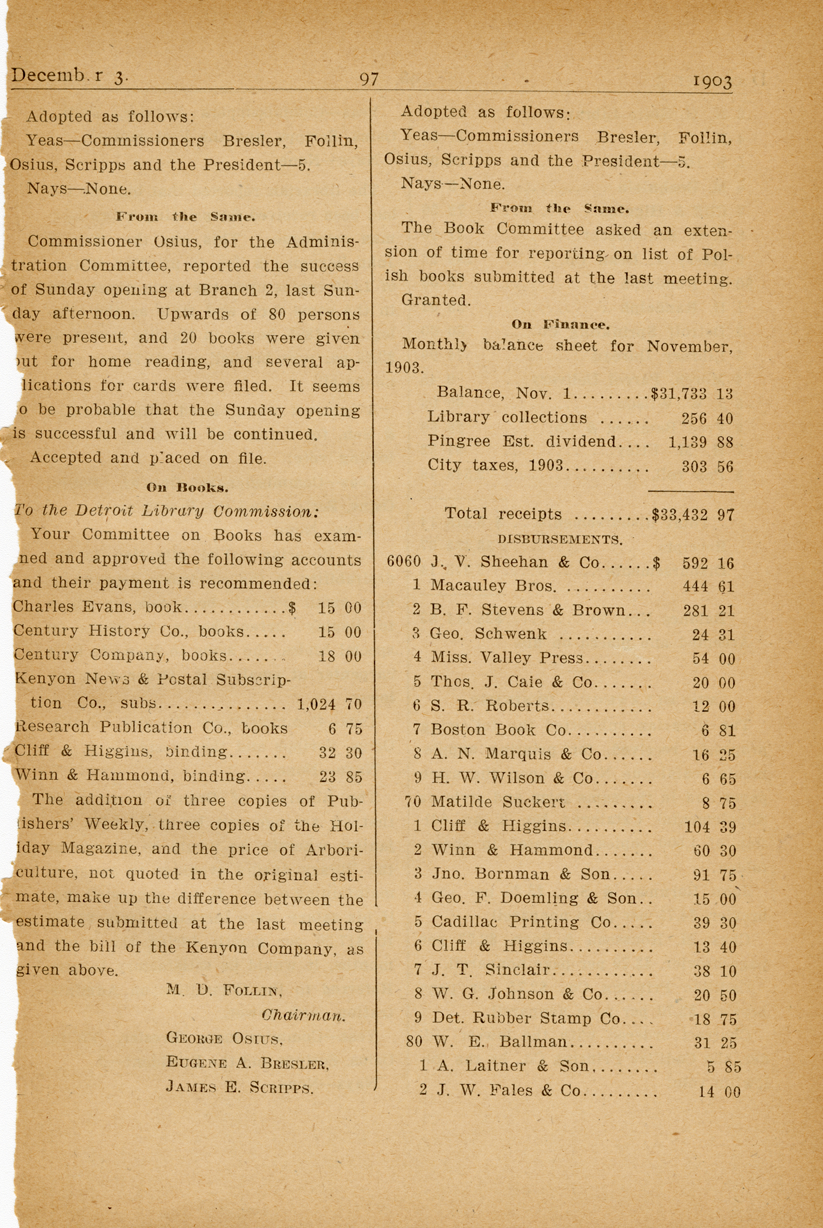 Decemb. r 3. 97 1903
Adopted as follows:
Yeas—Commissioners Bresler, Follin,
Osius, Scripps and the President—5.
Nays—None.
From the Same.
Commissioner Osius, for the Adminis-
tration Committee, reported the success
of Sunday opening at Branch 2, last Sun-
day afternoon. Upwards of 80 persons
were present, and 20 books were given
out for home reading, and several ap-
lications for cards were filed. It seems
o be probable that the Sunday opening
is successful and will be continued.
Accepted and placed on file.
On Books.
To the Detroit Library Commission:
Your Committee on Books has exam-
ned and approved the following accounts
and their payment is recommended:
Charles Evans, book............$ 15 00
Century History Co., books..... 15 00
Century Company, books....... 18 00
Kenyon News & Postal Subscrip-
tion Co., subs.............. 1,024 70
Research Publication Co., books 6 75
Cliff & Higgins, binding....... 32 30
Winn & Hammond, binding..... 23 85
The addition of three copies of Pub-
lishers' Weekly, three copies of the Hol-
iday Magazine, and the price of Arbori-
culture, not quoted in the original esti-
mate, make up the difference between the
estimate submitted at the last meeting
and the bill of the Kenyon Company, as
given above.
M. D. Follin,
Chairman.
George Osius,
Eugene A. Bresler,
James E. Scripps.
Adopted as follows:
Yeas—Commissioners Bresler, Follin,
Osius, Scripps and the President—5.
Nays—None.
From the Same.
The Book Committee asked an exten-
sion of time for reporting on list of Pol-
ish books submitted at the last meeting.
Granted.
On Finance.
Monthly balance sheet for November,
1903.
Balance, Nov. 1.........$31,733 13
Library collections ...... 256 40
Pingree Est. dividend.... 1,139 88
City taxes, 1903.......... 303 56
Total receipts .........$33,432 97
DISBURSEMENTS.
6060 J. V. Sheehan & Co......$ 592 16
1 Macauley Bros. .......... 444 61
2 B. F. Stevens & Brown... 281 21
3 Geo. Schwenk ........... 24 31
4 Miss. Valley Press........ 54 00
5 Thos. J. Caie & Co....... 20 00
6 S. R. Roberts............ 12 00
7 Boston Book Co.......... 6 81
8 A. N. Marquis & Co...... 16 25
9 H. W. Wilson & Co....... 6 65
70 Matilde Suckert ......... 8 75
1 Cliff & Higgins.......... 104 39
2 Winn & Hammond....... 60 30
3 Jno. Bornman & Son..... 91 75
4 Geo. F. Doemling & Son.. 15 00
5 Cadillac Printing Co..... 39 30
6 Cliff & Higgins.......... 13 40
7 J. T. Sinclair............ 38 10
8 W. G. Johnson & Co...... 20 50
9 Det. Rubber Stamp Co.... 18 75
80 W. E. Ballman.......... 31 25
1 A. Laitner & Son........ 5 85
2 J. W. Fales & Co......... 14 00